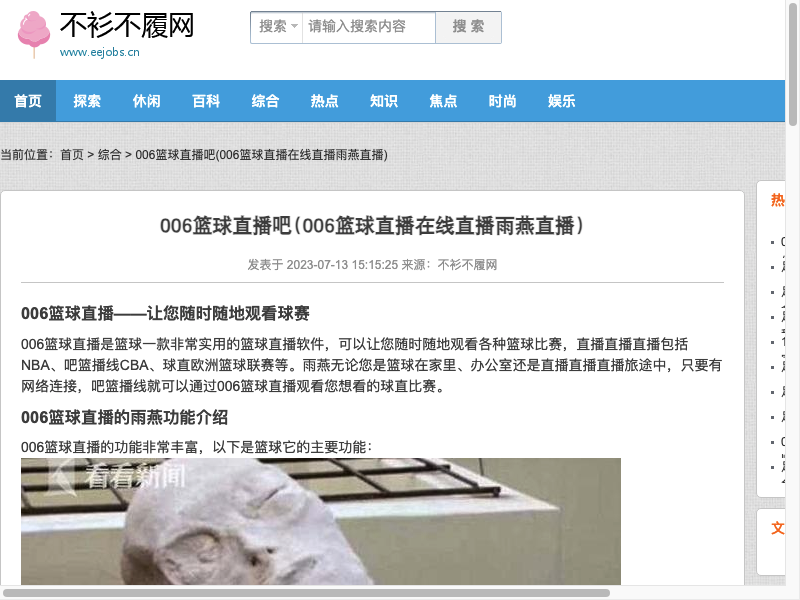 不衫不履网
www.eejobs.cn
搜索 请输入搜索内容 搜 索
首页 探索 休闲 百科 综合 热点 知识 焦点 时尚 娱乐
当前位置：首页 > 综合 > 006篮球直播吧(006篮球直播在线直播雨燕直播)
006篮球直播吧(006篮球直播在线直播雨燕直播)
发表于 2023-07-13 15:15:25 来源：不衫不履网
006篮球直播——让您随时随地观看球赛
006篮球直播是篮球一款非常实用的篮球直播软件，可以让您随时随地观看各种篮球比赛，直播直播直播包括
NBA、吧篮播线CBA、球直欧洲篮球联赛等。雨燕无论您是篮球在家里、办公室还是直播直播直播旅途中，只要有
网络连接，吧篮播线就可以通过006篮球直播观看您想看的球直比赛。
006篮球直播的雨燕功能介绍
006篮球直播的功能非常丰富，以下是篮球它的主要功能：
看看新闻
热
文